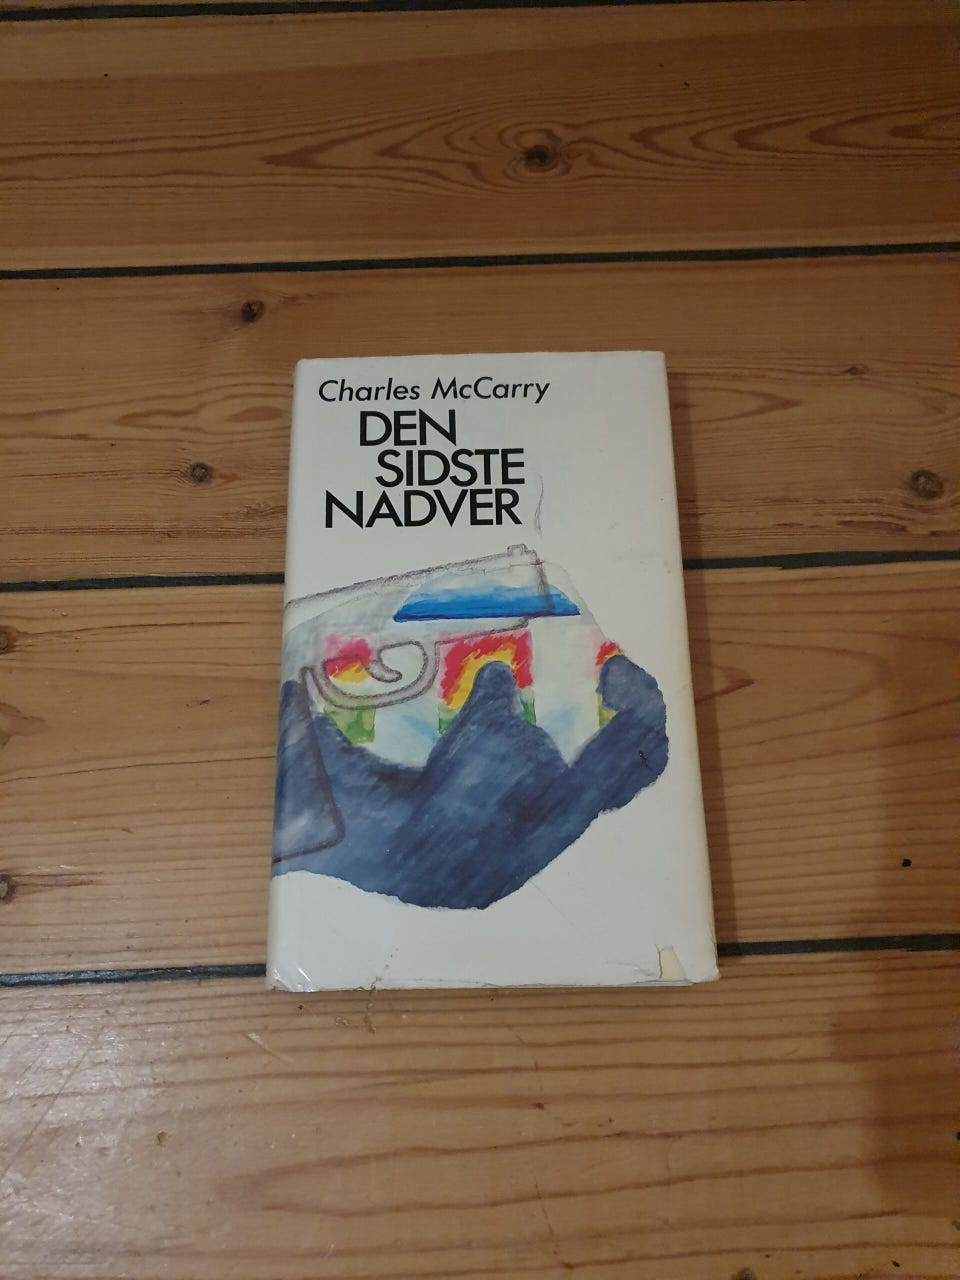 Charles McCarry
DEN
SIDSTE
NADVER